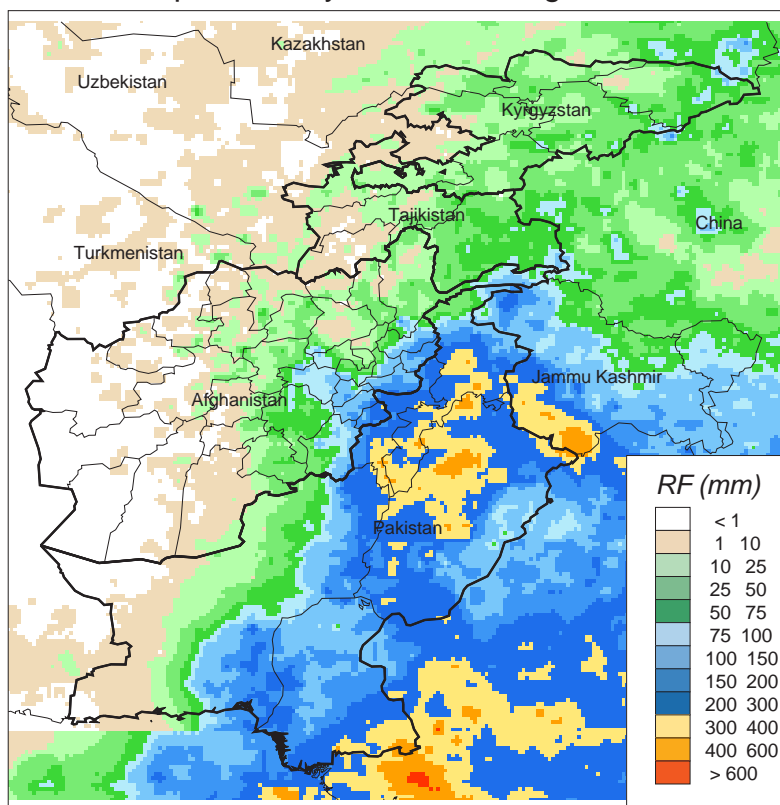 Kazakhstan
Uzbekistan
Kyrgyzstan
Tajikistan
China
Turkmenistan
Jammu Kashmir
Afghanistan
Pakistan
RF (mm)
< 1
1 10
10 25
25 50
50 75
75 100
100 150
150 200
200 300
300 400
400 600
> 600